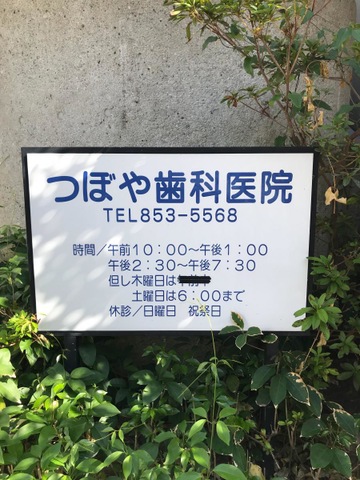 つぼや歯科医院
TEL853-5568
時間／午前10：00～午後1：00
午後2：30～午後7：30
但し木曜日は
土曜日は6：00まで
休診／日曜日 祝祭日